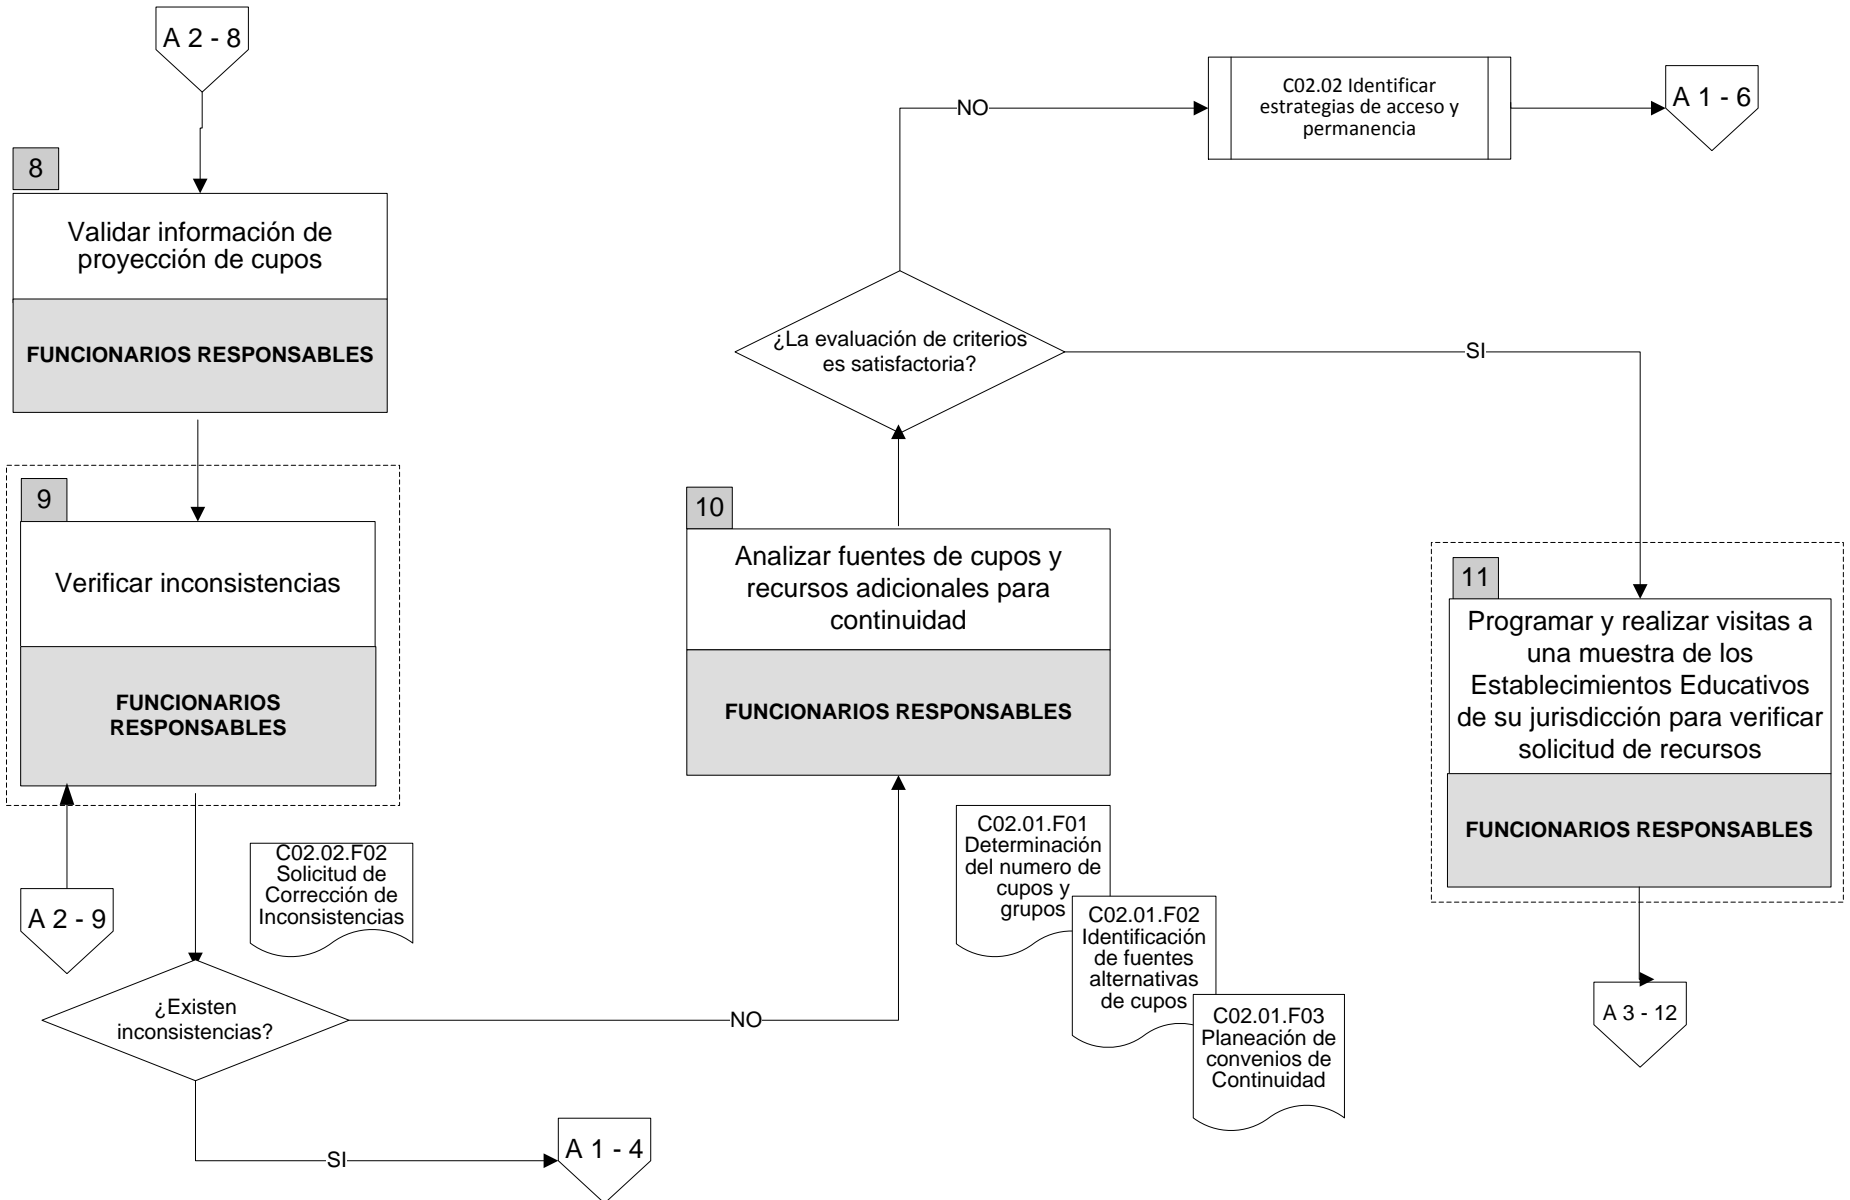 A 2 - 8
8
Validar información de
proyección de cupos
FUNCIONARIOS RESPONSABLES
9
Verificar inconsistencias
FUNCIONARIOS
RESPONSABLES
A 2 - 9
C02.02.F02
Solicitud de
Corrección de
Inconsistencias
¿Existen
inconsistencias?
NO
SI
A 1 - 4
10
Analizar fuentes de cupos y
recursos adicionales para
continuidad
FUNCIONARIOS RESPONSABLES
C02.01.F01
Determinación
del numero de
cupos y
grupos
C02.01.F02
Identificación
de fuentes
alternativas
de cupos
C02.01.F03
Planeación de
convenios de
Continuidad
¿La evaluación de criterios
es satisfactoria?
NO
C02.02 Identificar
estrategias de acceso y
permanencia
A 1 - 6
SI
11
Programar y realizar visitas a
una muestra de los
Establecimientos Educativos
de su jurisdicción para verificar
solicitud de recursos
FUNCIONARIOS RESPONSABLES
A 3 - 12